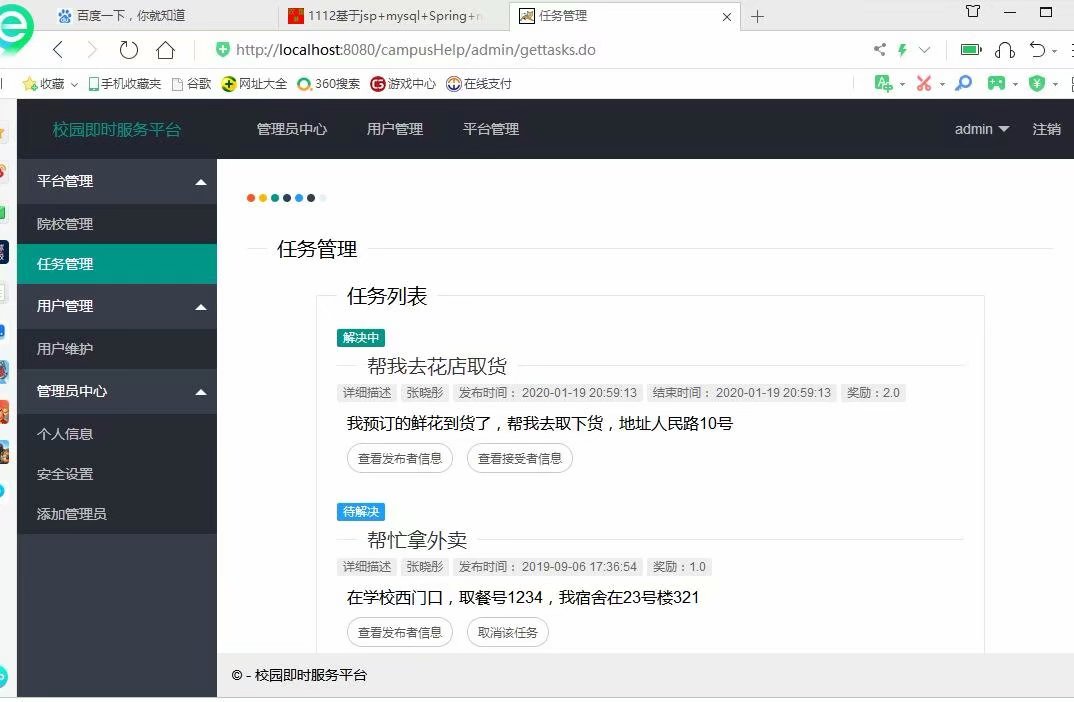 百度一下，你就知道
1112基于jsp+mysql+Spring+
任务管理
http://localhost:8080/campusHelp/admin/gettasks.do
收藏 手机收藏夹 谷歌 网址大全 360搜索 游戏中心 在线支付
校园即时服务平台 管理员中心 用户管理 平台管理 admin 注销
平台管理
院校管理
任务管理
用户管理
用户维护
管理员中心
个人信息
安全设置
添加管理员
任务管理
任务列表
解决中
帮我去花店取货
详细描述 张晓彤 发布时间： 2020-01-19 20:59:13 结束时间： 2020-01-19 20:59:13 奖励：2.0
我预订的鲜花到货了，帮我去取下货，地址人民路10号
查看发布者信息 查看接受者信息
待解决
帮忙拿外卖
详细描述 张晓彤 发布时间： 2019-09-06 17:36:54 奖励：1.0
在学校西门口，取餐号1234，我宿舍在23号楼321
查看发布者信息 取消该任务
© - 校园即时服务平台